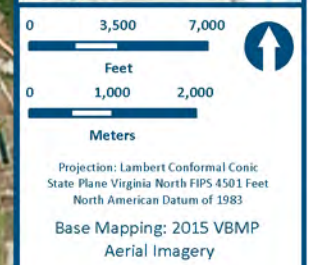 0 3,500 7,000
Feet
0 1,000 2,000
Meters
Projection: Lambert Conformal Conic
State Plane Virginia North FIPS 4501 Feet
North American Datum of 1983
Base Mapping: 2015 VBMP
Aerial Imagery